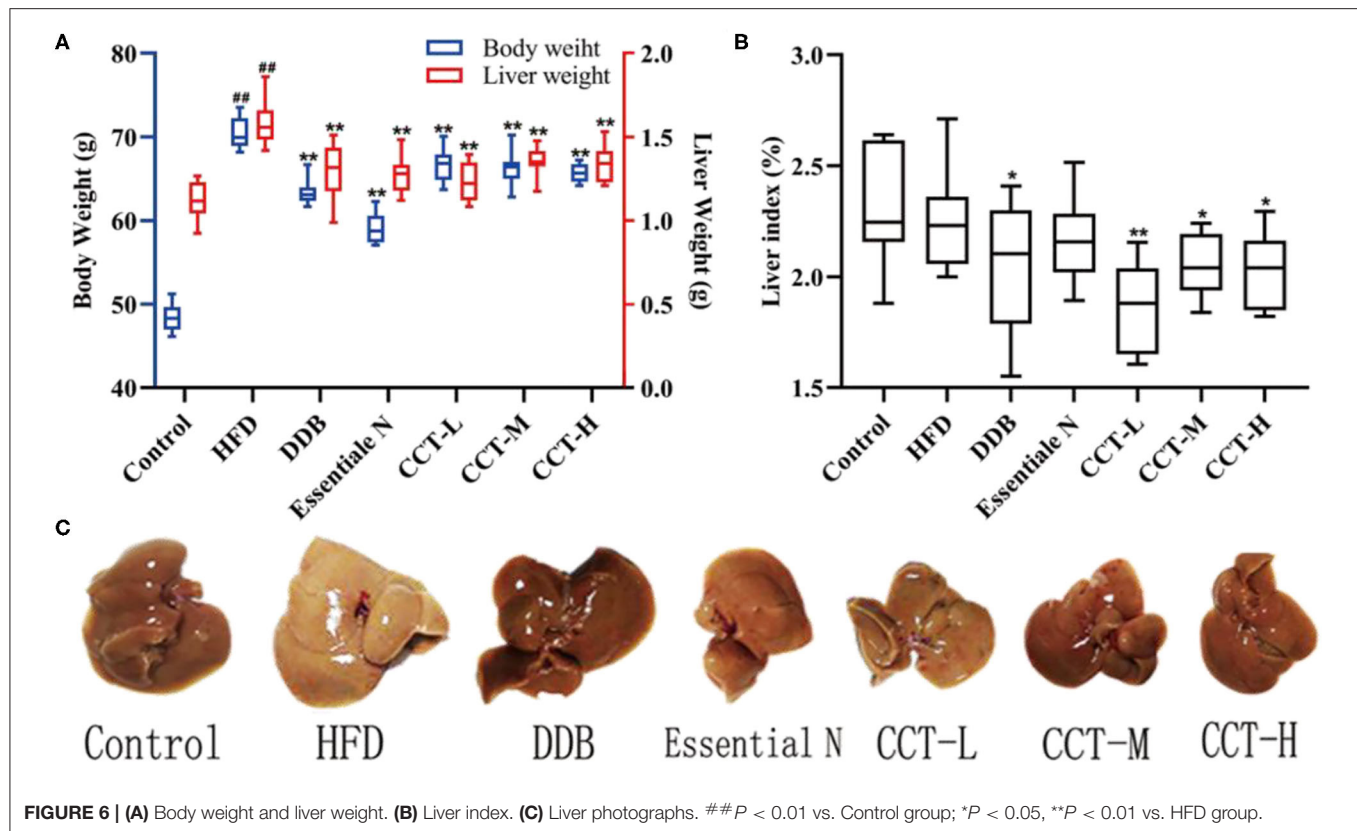 A
80
70
60
50
40
Body Weight (g)
Body weiht
Liver weight
2.0
1.5
1.0
0.5
0.0
Liver Weight (g)
##
##
**
**
**
**
**
**
**
**
**
**
Control
HFD
DDB
Essentiale N
CCT-L
CCT-M
CCT-H
B
3.0
2.5
2.0
1.5
Liver index (%)
*
**
*
*
Control
HFD
DDB
Essentiale N
CCT-L
CCT-M
CCT-H
C
Control
HFD
DDB
Essential N
CCT-L
CCT-M
CCT-H
FIGURE 6 | (A) Body weight and liver weight. (B) Liver index. (C) Liver photographs. ##P < 0.01 vs. Control group; *P < 0.05, **P < 0.01 vs. HFD group.